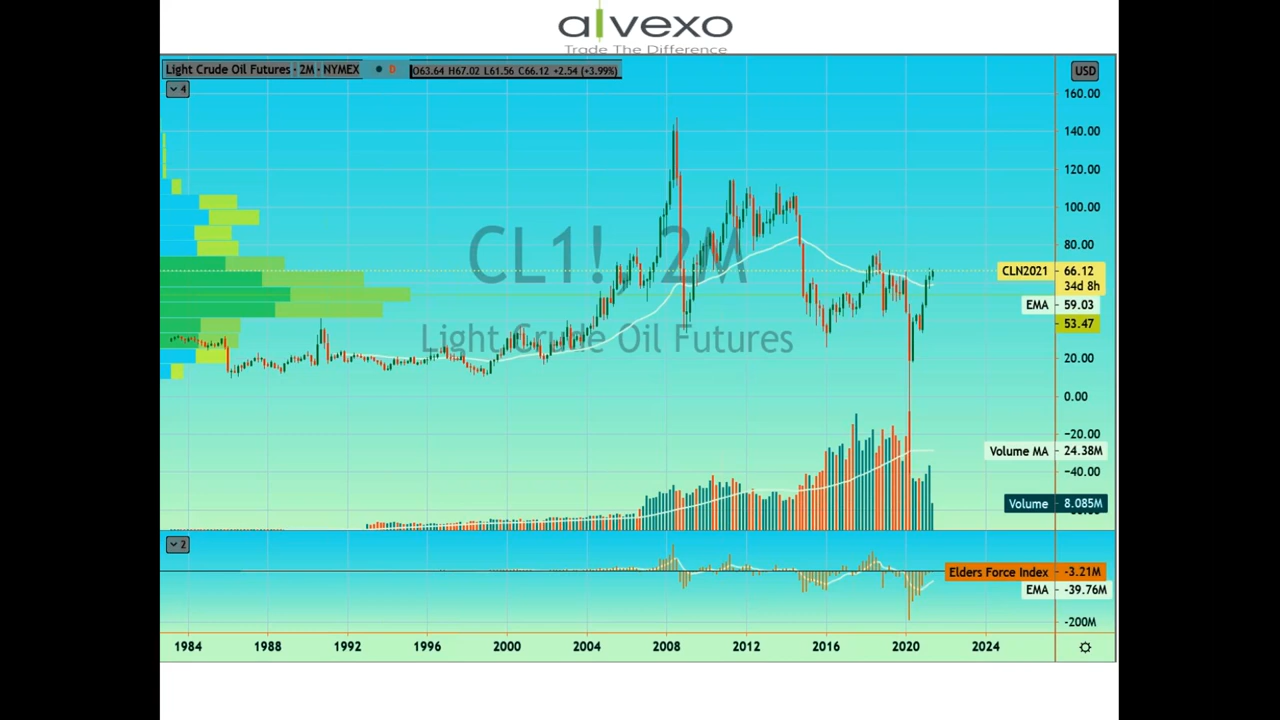 alvexo
Trade The Difference
Light Crude Oil Futures · 2M · NYMEX D O63.64 H67.02 L61.56 C66.12 +2.54 (+3.99%) USD
4
160.00
140.00
120.00
100.00
80.00
CL1!, 2M
CLN2021 66.12
34d 8h
EMA 59.03
53.47
Light Crude Oil Futures
20.00
0.00
-20.00
Volume MA 24.38M
-40.00
Volume 8.085M
2
Elders Force Index -3.21M
EMA -39.76M
-200M
1984 1988 1992 1996 2000 2004 2008 2012 2016 2020 2024